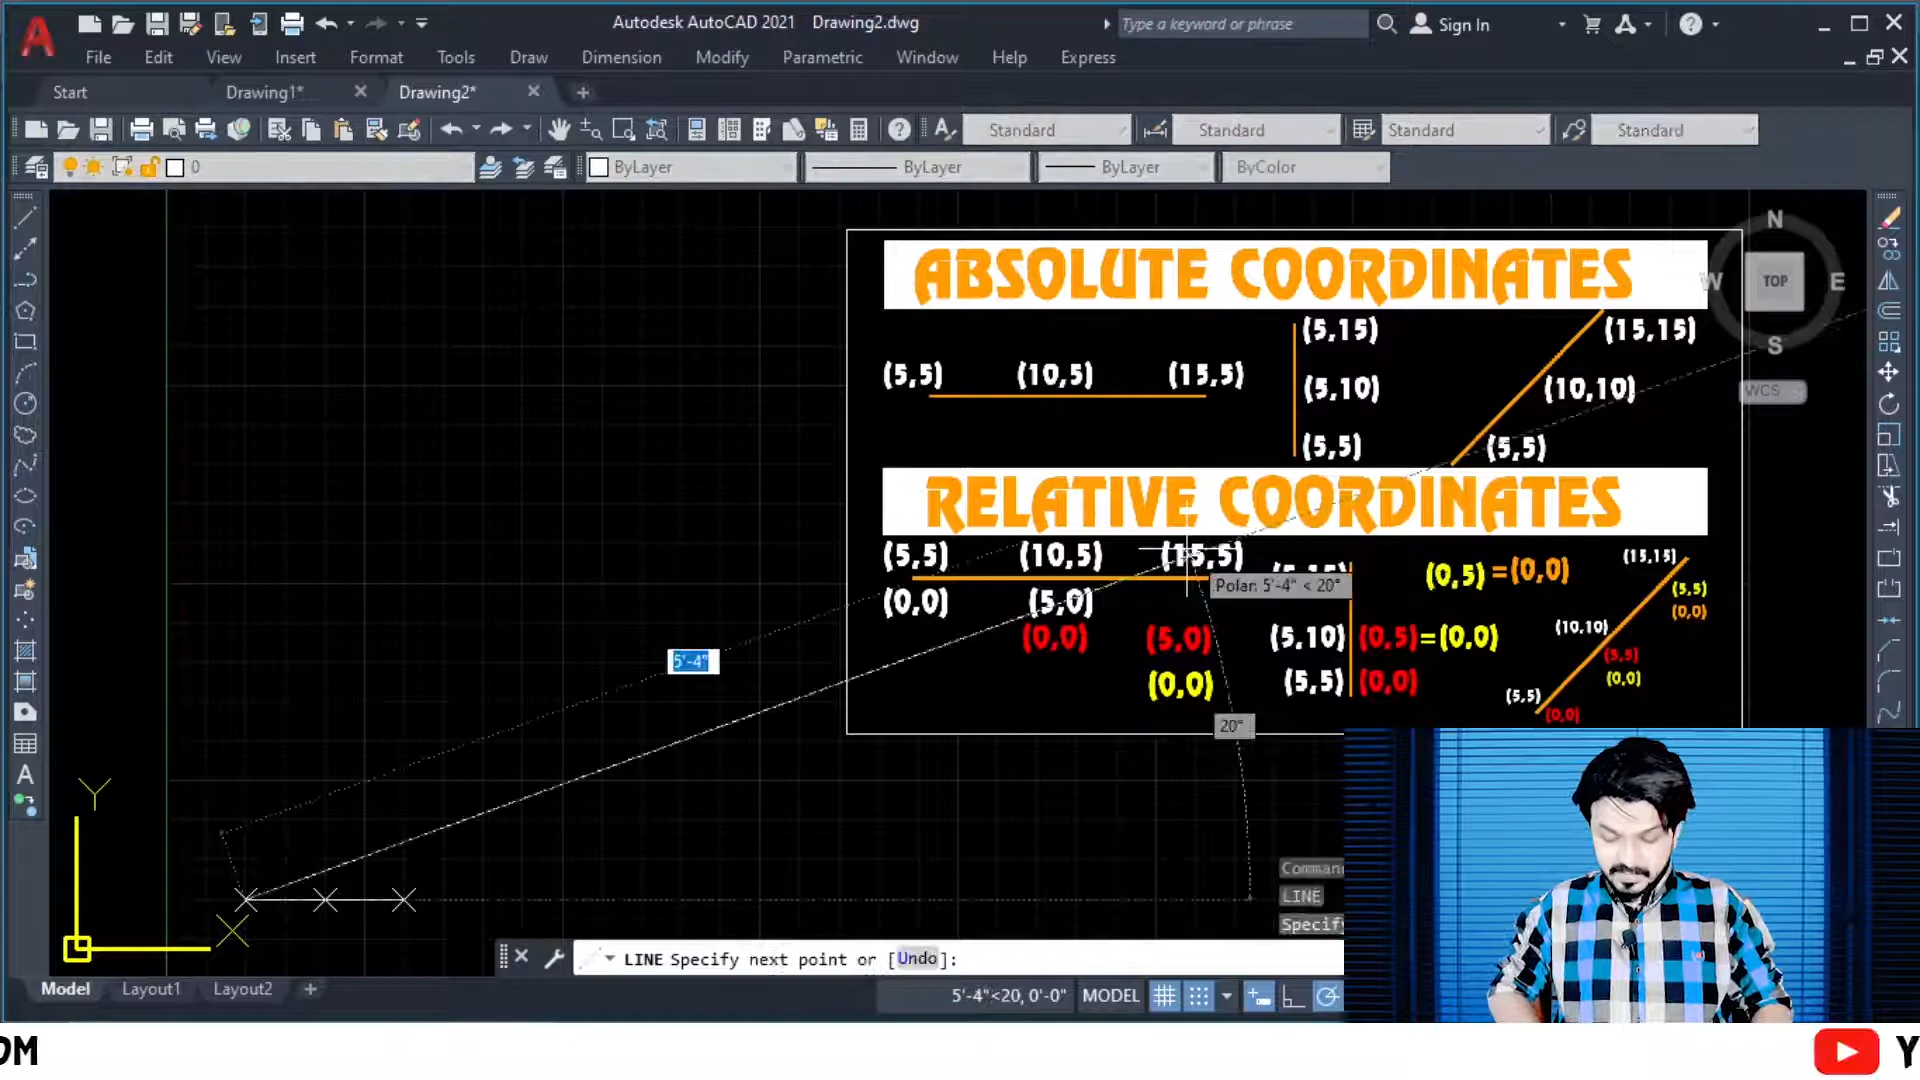 Autodesk AutoCAD 2021 Drawing2.dwg
Type a keyword or phrase
Sign In
File Edit View Insert Format Tools Draw Dimension Modify Parametric Window Help Express
Start Drawing1* Drawing2*
Standard Standard Standard Standard
0 ByLayer ByLayer ByLayer ByColor
N
W TOP E
S
WCS
ABSOLUTE COORDINATES
(5,5) (10,5) (15,5)
(5,15)
(5,10)
(5,5)
(15,15)
(10,10)
(5,5)
RELATIVE COORDINATES
(5,5) (10,5) (15,5)
(0,0) (5,0)
(0,0) (5,0)
(0,0)
(0,5) =(0,0)
(5,10) (0,5)=(0,0)
(5,5) (0,0)
(15,15)
(5,5)
(0,0)
(10,10)
(5,5)
(0,0)
(5,5)
(0,0)
Polar: 5'-4" < 20°
5'-4"
20°
Y
X
LINE
LINE Specify next point or [Undo]:
Model Layout1 Layout2
5'-4"<20, 0'-0" MODEL
OM
Y